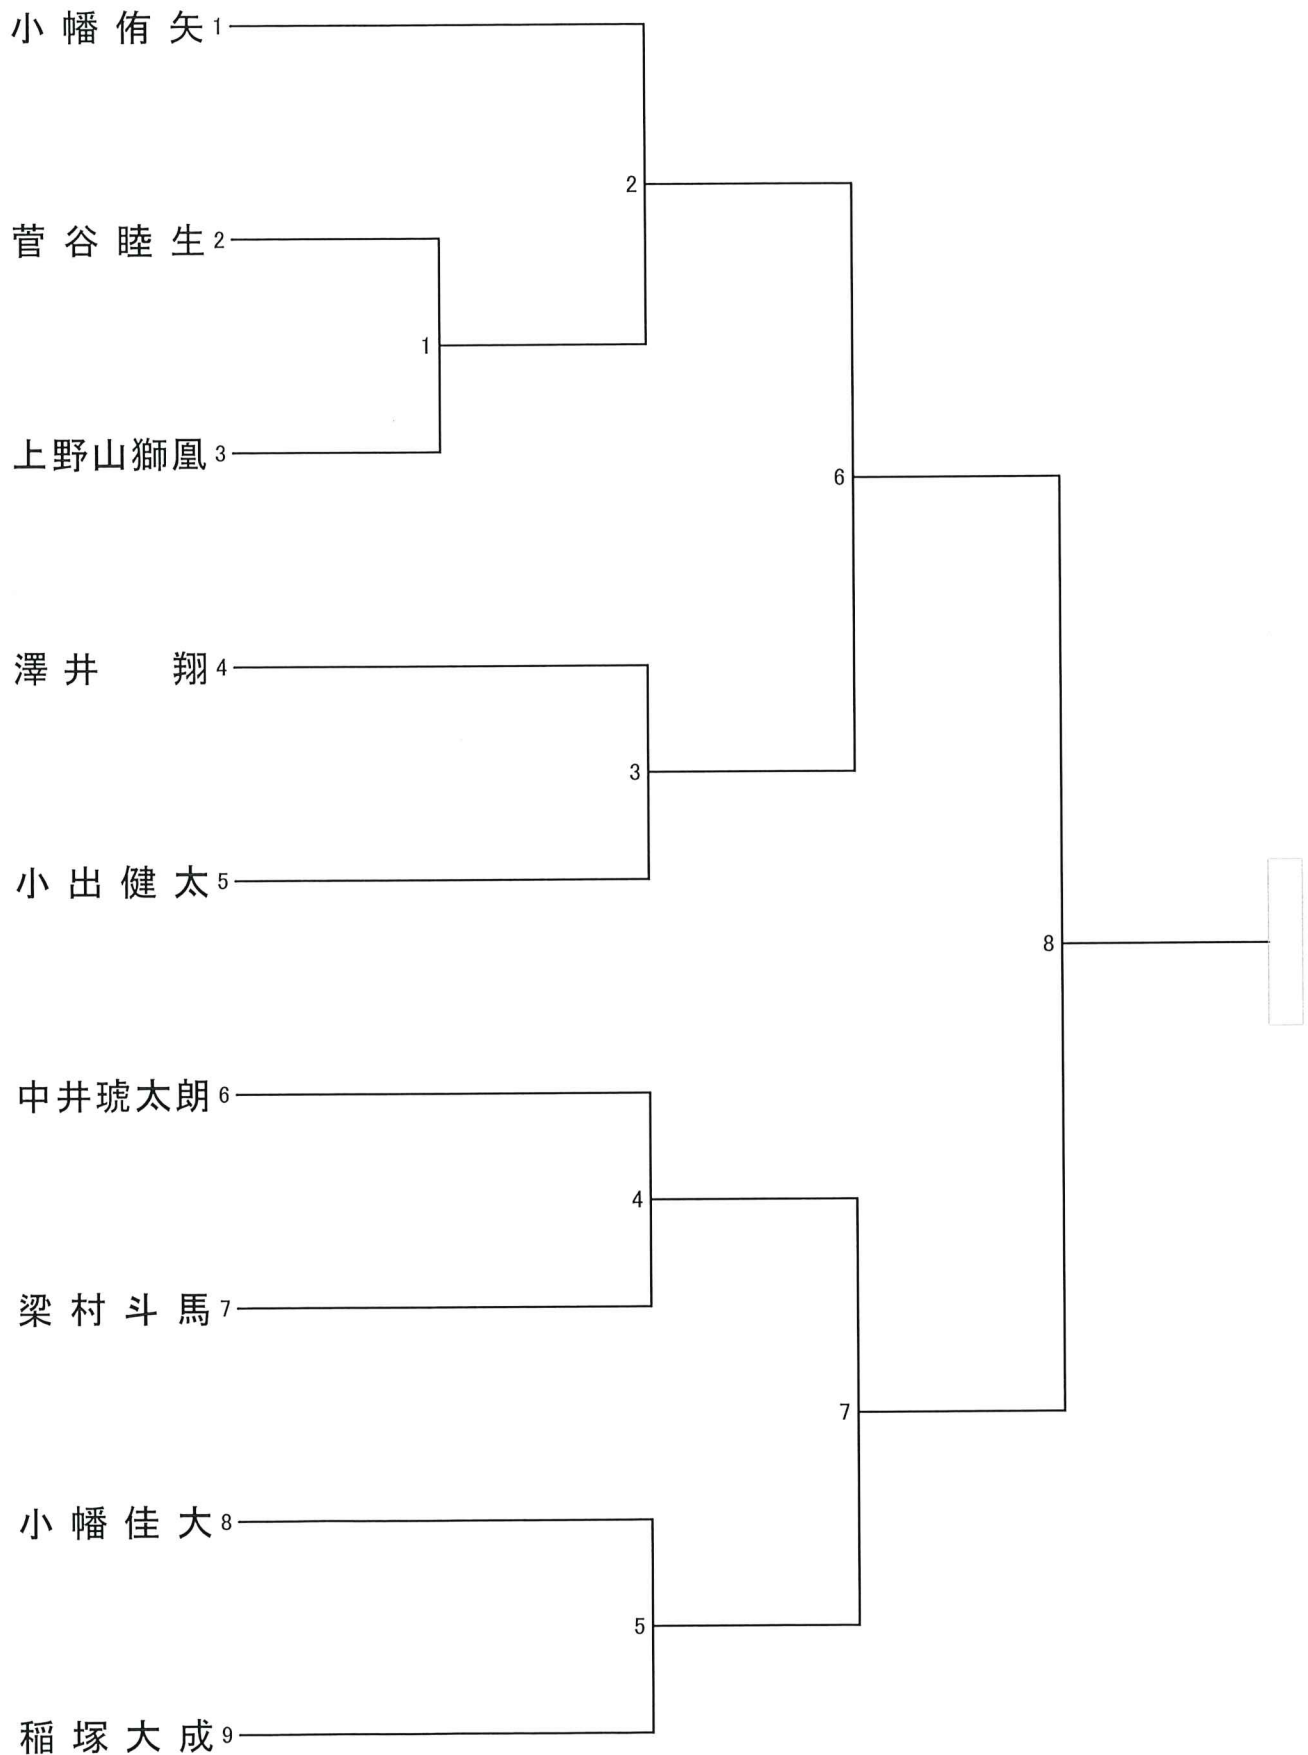 小幡侑矢 1
2
菅谷睦生 2
1
上野山獅凰 3
6
澤井 翔 4
3
小出健太 5
8
中井琥太朗 6
4
梁村斗馬 7
7
小幡佳大 8
5
稲塚大成 9